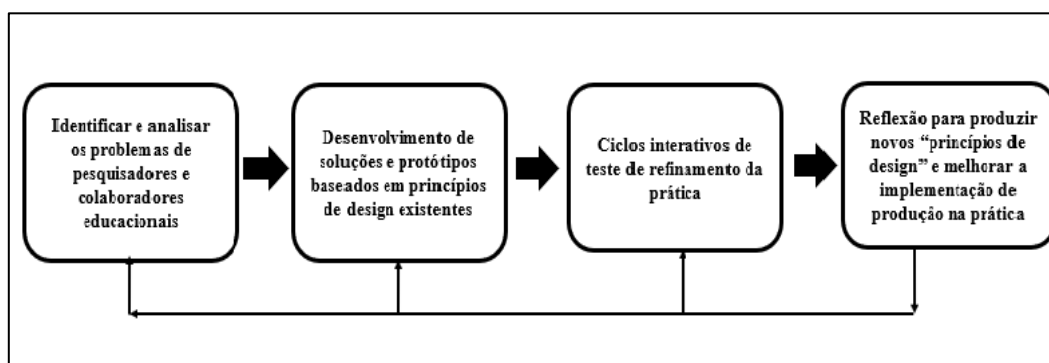 Identificar e analisar
os problemas de
pesquisadores e
colaboradores
educacionais
Desenvolvimento de
soluções e protótipos
baseados em princípios
de design existentes
Ciclos interativos de
teste de refinamento da
prática
Reflexão para produzir
novos “princípios de
design” e melhorar a
implementação de
produção na prática